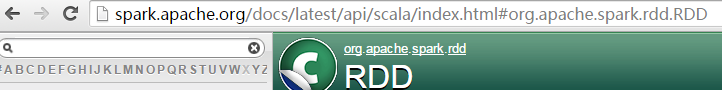 spark.apache.org/docs/latest/api/scala/index.html#org.apache.spark.rdd.RDD
org.apache.spark.rdd
#ABCDEFGHIJKLMNOPQRSTUVWXYZ
C
RDD